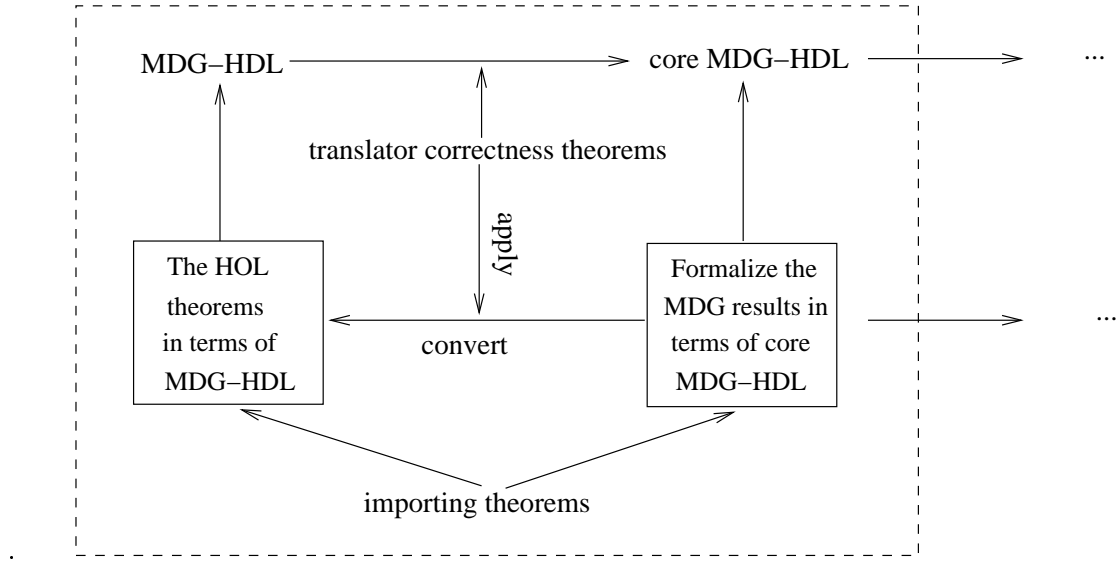 MDG–HDL
core MDG–HDL
...
translator correctness theorems
apply
The HOL
theorems
in terms of
MDG–HDL
Formalize the
MDG results in
terms of core
MDG–HDL
...
convert
importing theorems
.